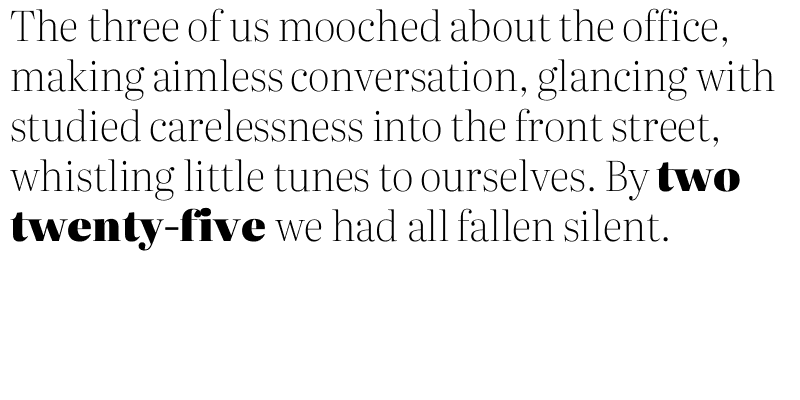 The three of us mooched about the office,
making aimless conversation, glancing with
studied carelessness into the front street,
whistling little tunes to ourselves. By two
twenty-five we had all fallen silent.